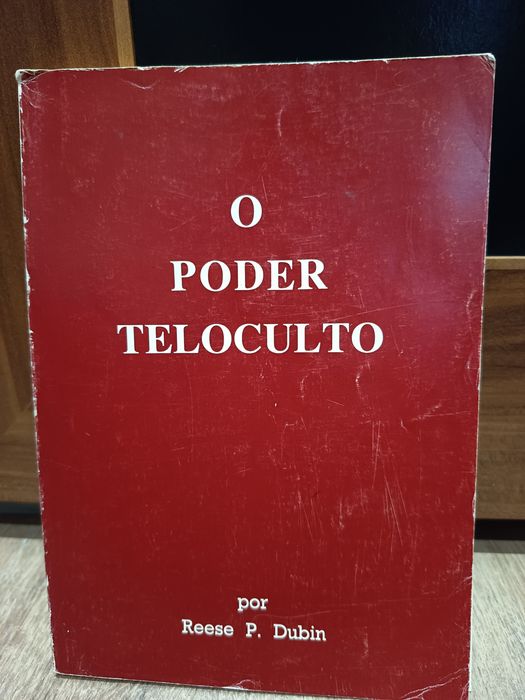 O
PODER
TELOCULTO
por
Reese P. Dubin